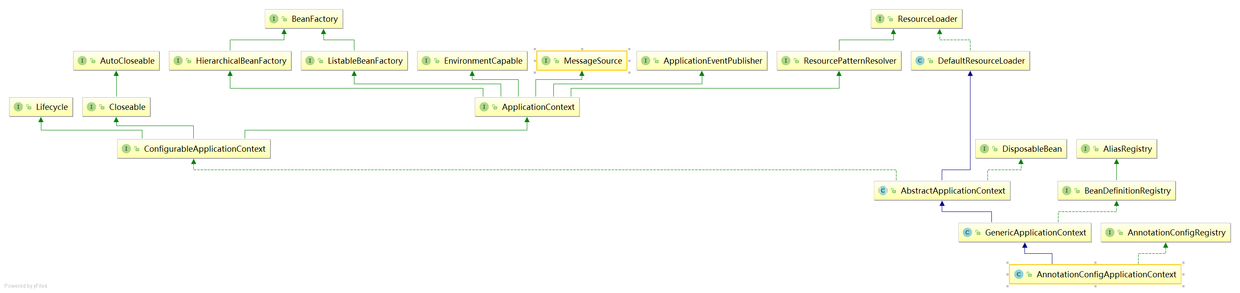 BeanFactory
ResourceLoader
AutoCloseable
HierarchicalBeanFactory
ListableBeanFactory
EnvironmentCapable
MessageSource
ApplicationEventPublisher
ResourcePatternResolver
DefaultResourceLoader
Lifecycle
Closeable
ApplicationContext
ConfigurableApplicationContext
DisposableBean
AliasRegistry
AbstractApplicationContext
BeanDefinitionRegistry
GenericApplicationContext
AnnotationConfigRegistry
AnnotationConfigApplicationContext
Powered by yFiles